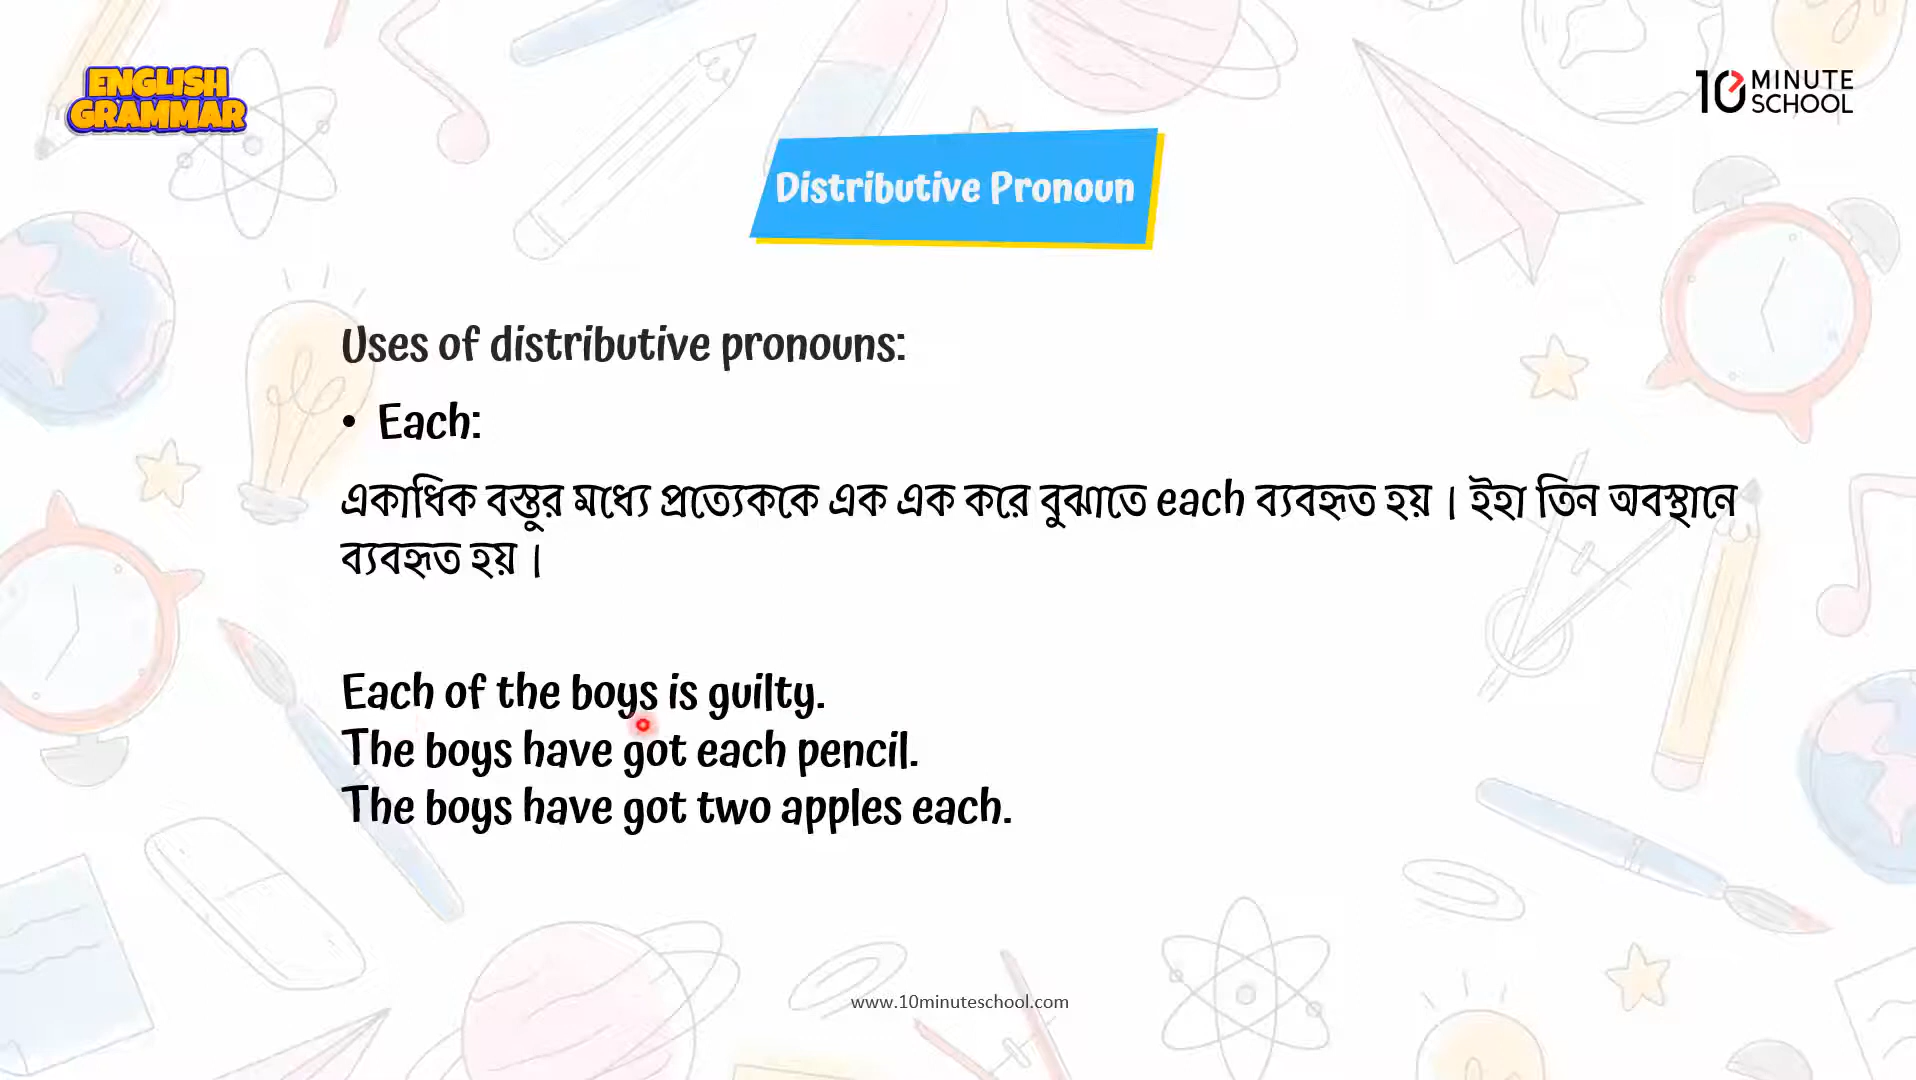 ENGLISH
GRAMMAR
10 MINUTE
SCHOOL
Distributive Pronoun
Uses of distributive pronouns:
• Each:
একাধিক বস্তুর মধ্যে প্রত্যেককে এক এক করে বুঝাতে each ব্যবহৃত হয় । ইহা তিন অবস্থানে
ব্যবহৃত হয় ।
Each of the boys is guilty.
The boys have got each pencil.
The boys have got two apples each.
www.10minuteschool.com